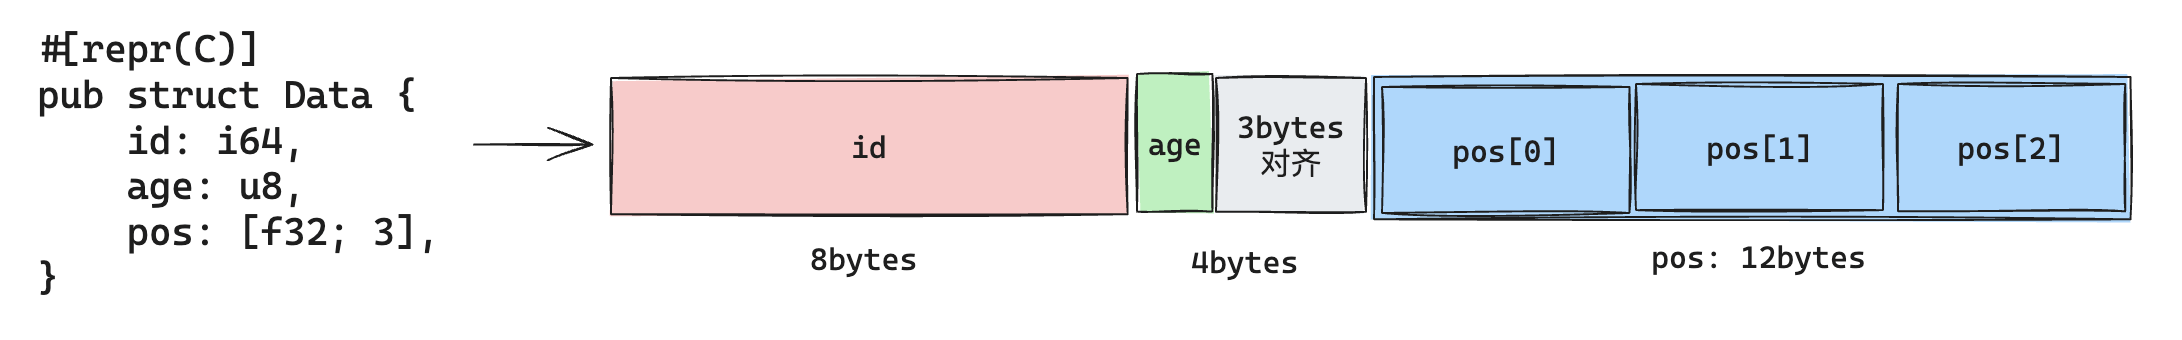 #[repr(C)]
pub struct Data {
    id: i64,
    age: u8,
    pos: [f32; 3],
}
id
age
3bytes
对齐
pos[0]
pos[1]
pos[2]
8bytes
4bytes
pos: 12bytes